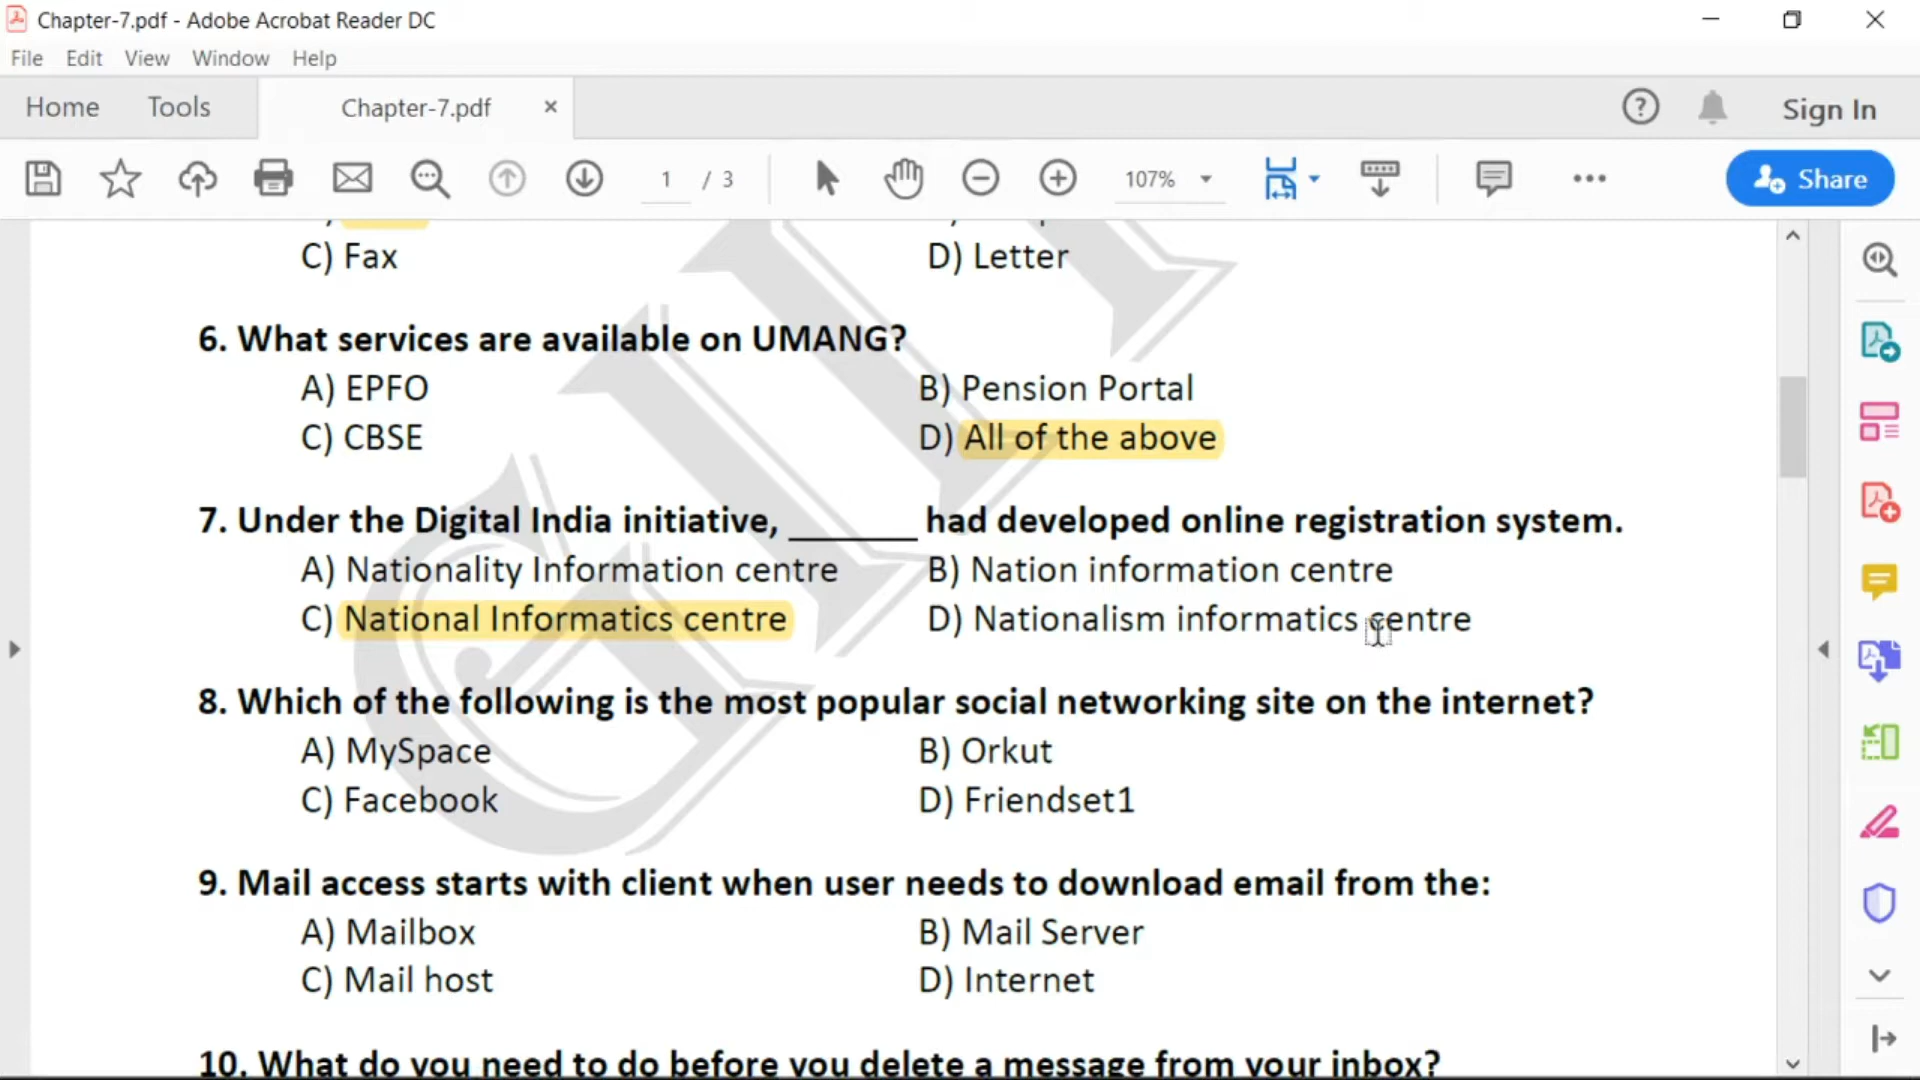 Chapter-7.pdf - Adobe Acrobat Reader DC
File Edit View Window Help
Home Tools Chapter-7.pdf × Sign In
1 / 3 107% Share
C) Fax D) Letter
6. What services are available on UMANG?
A) EPFO B) Pension Portal
C) CBSE D) All of the above
7. Under the Digital India initiative, ______ had developed online registration system.
A) Nationality Information centre B) Nation information centre
C) National Informatics centre D) Nationalism informatics centre
8. Which of the following is the most popular social networking site on the internet?
A) MySpace B) Orkut
C) Facebook D) Friendset1
9. Mail access starts with client when user needs to download email from the:
A) Mailbox B) Mail Server
C) Mail host D) Internet
10. What do you need to do before you delete a message from your inbox?